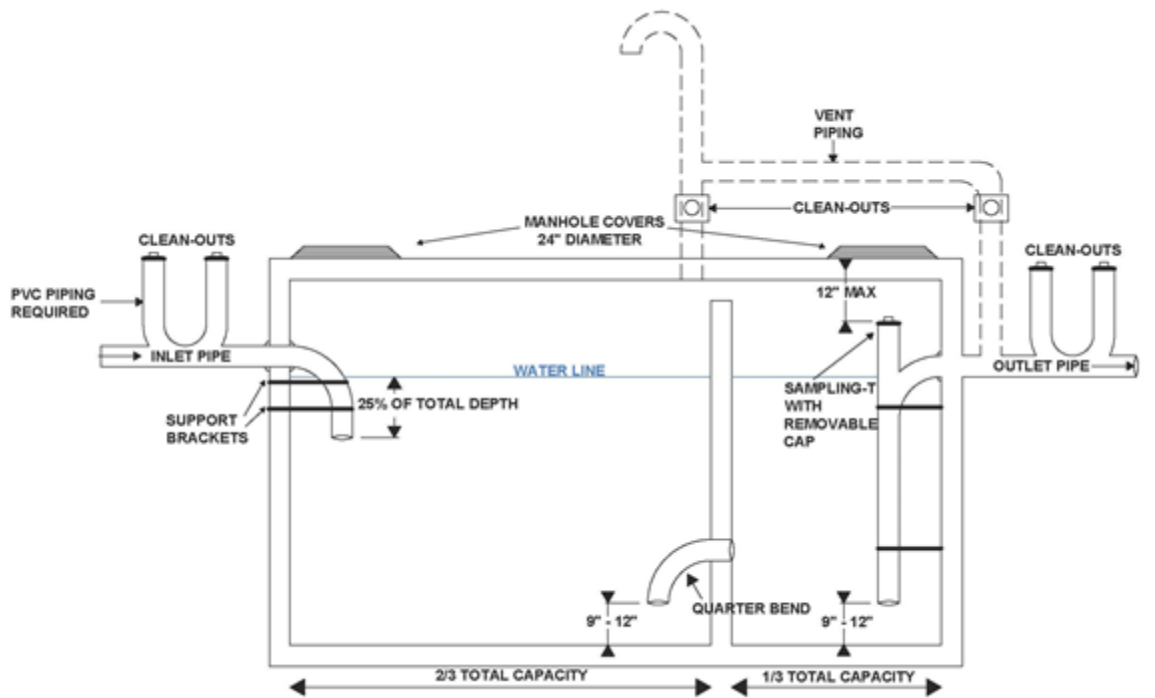 VENT
PIPING
CLEAN-OUTS
MANHOLE COVERS
24" DIAMETER
CLEAN-OUTS
CLEAN-OUTS
PVC PIPING
REQUIRED
12" MAX
INLET PIPE
WATER LINE
OUTLET PIPE
25% OF TOTAL DEPTH
SUPPORT
BRACKETS
SAMPLING-T
WITH
REMOVABLE
CAP
QUARTER BEND
9" - 12"
9" - 12"
2/3 TOTAL CAPACITY
1/3 TOTAL CAPACITY